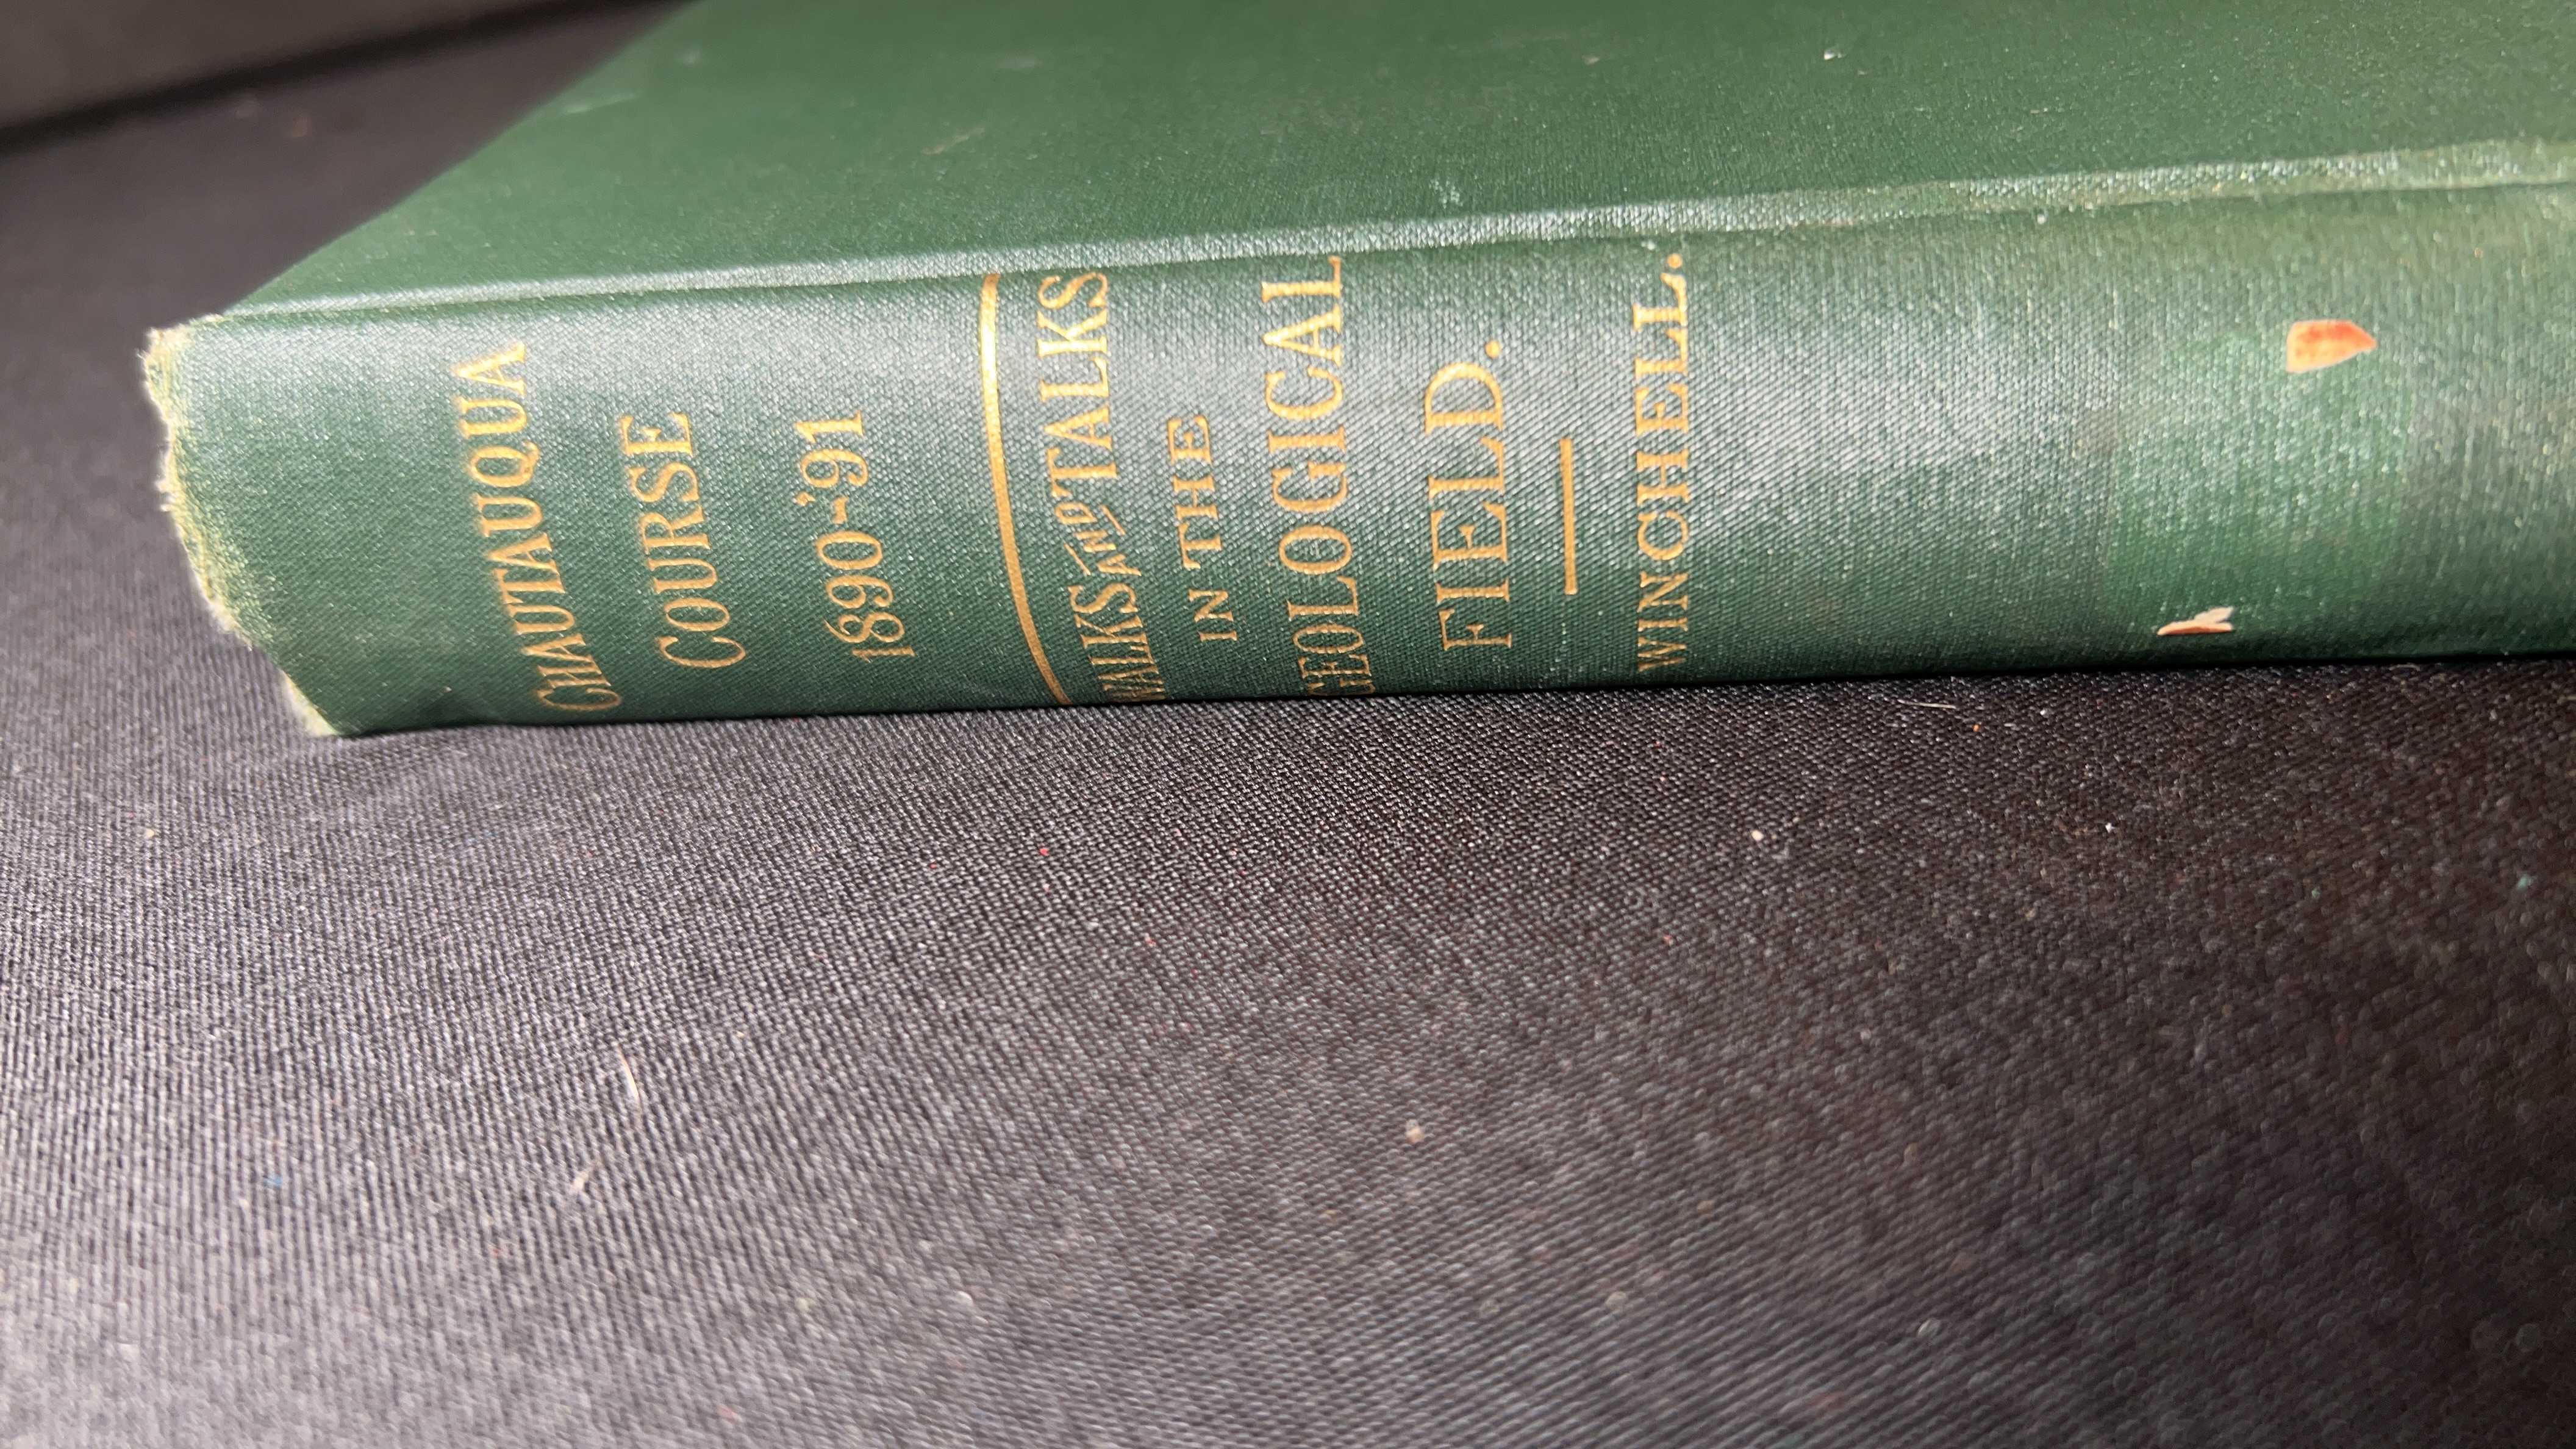 CHAUTAUQUA
COURSE
1890-'91
WALKS AND TALKS
IN THE
GEOLOGICAL
FIELD.
WINCHELL.